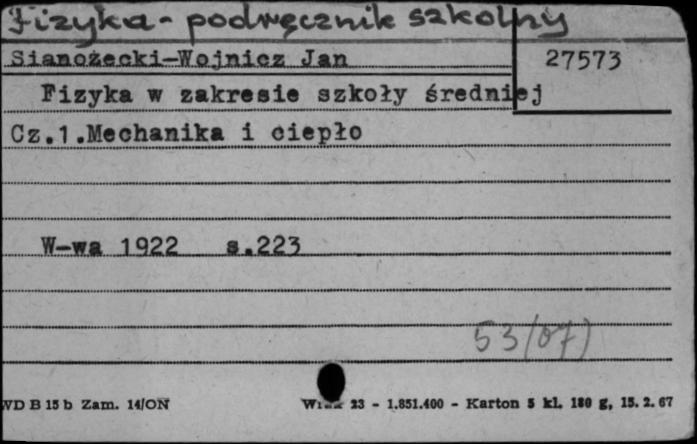 Fizyka - podręcznik szkolny
Sianożecki-Wojnicz Jan
27573
Fizyka w zakresie szkoły średniej
Cz.1.Mechanika i ciepło
W-wa 1922 s.223
53(07)
WD B 15 b Zam. 14/ON
23 - 1.851.400 - Karton 5 kl. 180 g, 15. 2. 67